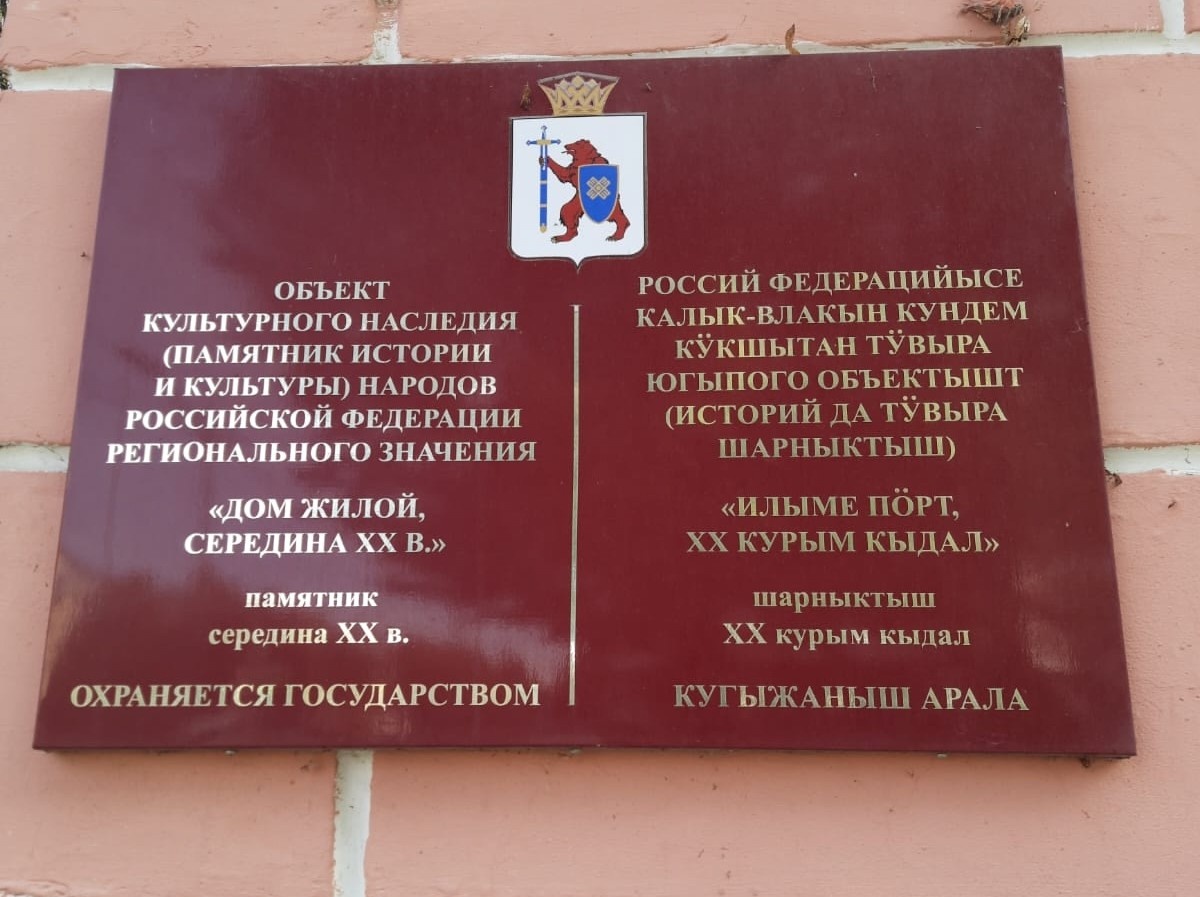 ОБЪЕКТ
КУЛЬТУРНОГО НАСЛЕДИЯ
(ПАМЯТНИК ИСТОРИИ
И КУЛЬТУРЫ) НАРОДОВ
РОССИЙСКОЙ ФЕДЕРАЦИИ
РЕГИОНАЛЬНОГО ЗНАЧЕНИЯ
«ДОМ ЖИЛОЙ,
СЕРЕДИНА XX В.»
памятник
середина XX в.
ОХРАНЯЕТСЯ ГОСУДАРСТВОМ
РОССИЙ ФЕДЕРАЦИЙЫСЕ
КАЛЫК-ВЛАКЫН КУНДЕМ
КӰКШЫТАН ТӰВЫРА
ЮГЫПОГО ОБЪЕКТЫШТ
(ИСТОРИЙ ДА ТӰВЫРА
ШАРНЫКТЫШ)
«ИЛЫМЕ ПӦРТ,
XX КУРЫМ КЫДАЛ»
шарныктыш
XX курым кыдал
КУГЫЖАНЫШ АРАЛА